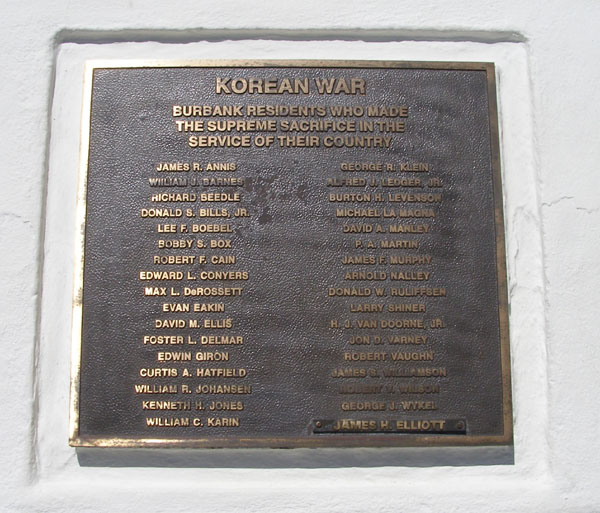 KOREAN WAR
BURBANK RESIDENTS WHO MADE
THE SUPREME SACRIFICE IN THE
SERVICE OF THEIR COUNTRY
JAMES R. ANNIS
WILLIAM J. BARNES
RICHARD BEEDLE
DONALD S. BILLS, JR.
LEE F. BOEBEL
BOBBY S. BOX
ROBERT F. CAIN
EDWARD L. CONYERS
MAX L. DeROSSETT
EVAN EAKIN
DAVID M. ELLIS
FOSTER L. DELMAR
EDWIN GIRON
CURTIS A. HATFIELD
WILLIAM R. JOHANSEN
KENNETH H. JONES
WILLIAM C. KARIN
GEORGE R. KLEIN
ALFRED J. LEDGER, JR.
BURTON H. LEVENSON
MICHAEL LA MAGRA
DAVID A. MANLEY
P. A. MARTIN
JAMES F. MURPHY
ARNOLD NALLEY
DONALD W. RULIFFSEN
LARRY SHINER
H. J. VAN DOORNE, JR.
JON D. VARNEY
ROBERT VAUGHN
JAMES WILLIAMSON
WILSON
GEORGE J. WYKEL
JAMES H. ELLIOTT